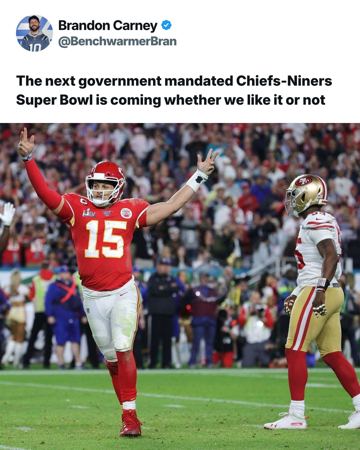 Brandon Carney
@BenchwarmerBran
The next government mandated Chiefs-Niners
Super Bowl is coming whether we like it or not
15
10